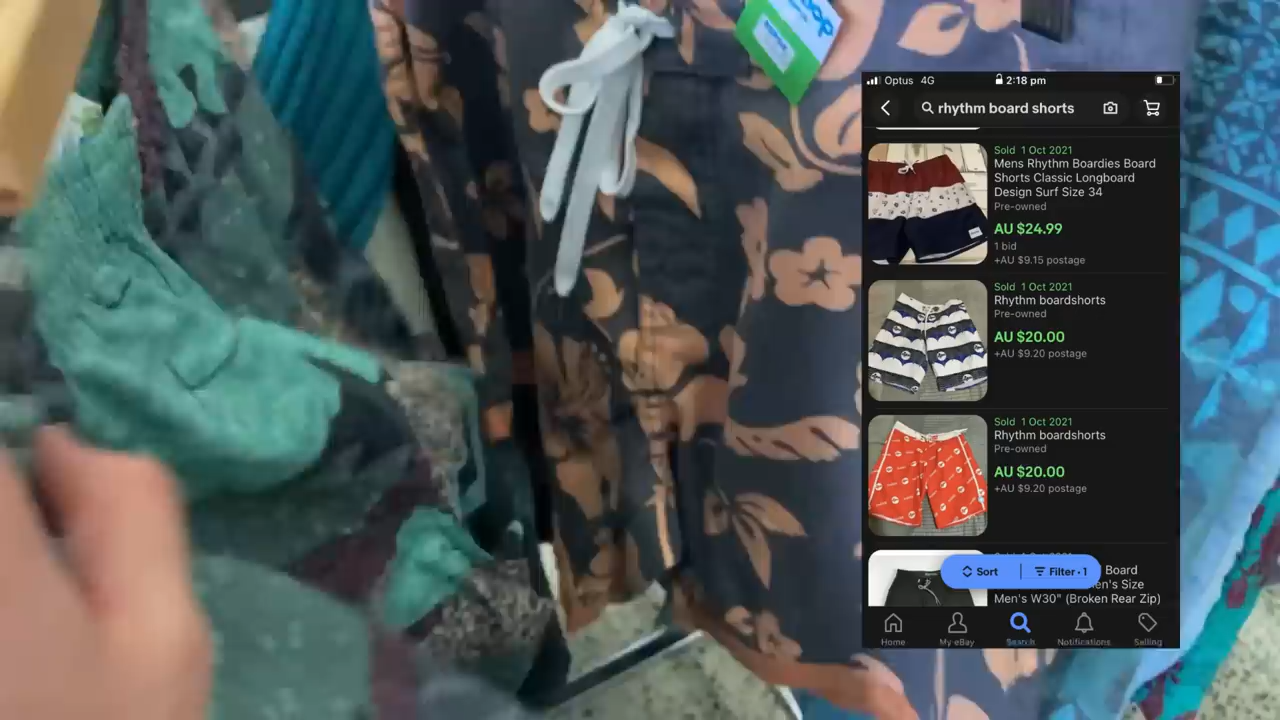 op
Optus 4G 2:18 pm
rhythm board shorts
Sold 1 Oct 2021
Mens Rhythm Boardies Board
Shorts Classic Longboard
Design Surf Size 34
Pre-owned
AU $24.99
1 bid
+AU $9.15 postage
Sold 1 Oct 2021
Rhythm boardshorts
Pre-owned
AU $20.00
+AU $9.20 postage
Sold 1 Oct 2021
Rhythm boardshorts
Pre-owned
AU $20.00
+AU $9.20 postage
Board
Sort Filter · 1
Men's W30" (Broken Rear Zip)
Home My eBay Search Notifications Selling